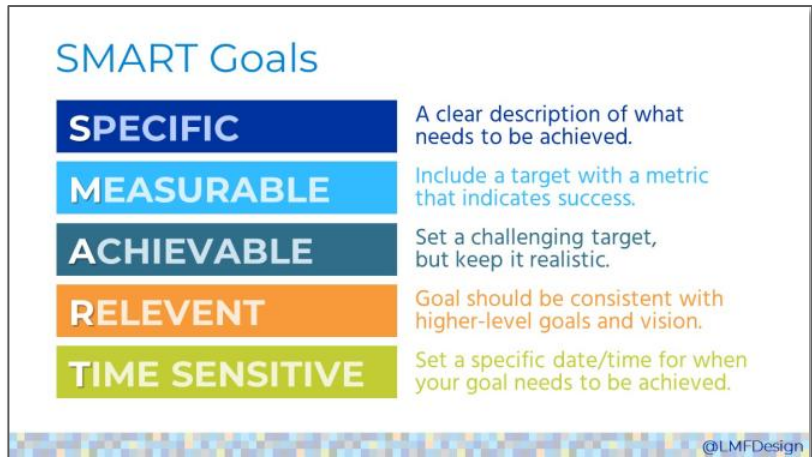 SMART Goals
SPECIFIC
A clear description of what
needs to be achieved.
MEASURABLE
Include a target with a metric
that indicates success.
ACHIEVABLE
Set a challenging target,
but keep it realistic.
RELEVENT
Goal should be consistent with
higher-level goals and vision.
TIME SENSITIVE
Set a specific date/time for when
your goal needs to be achieved.
@LMFDesign